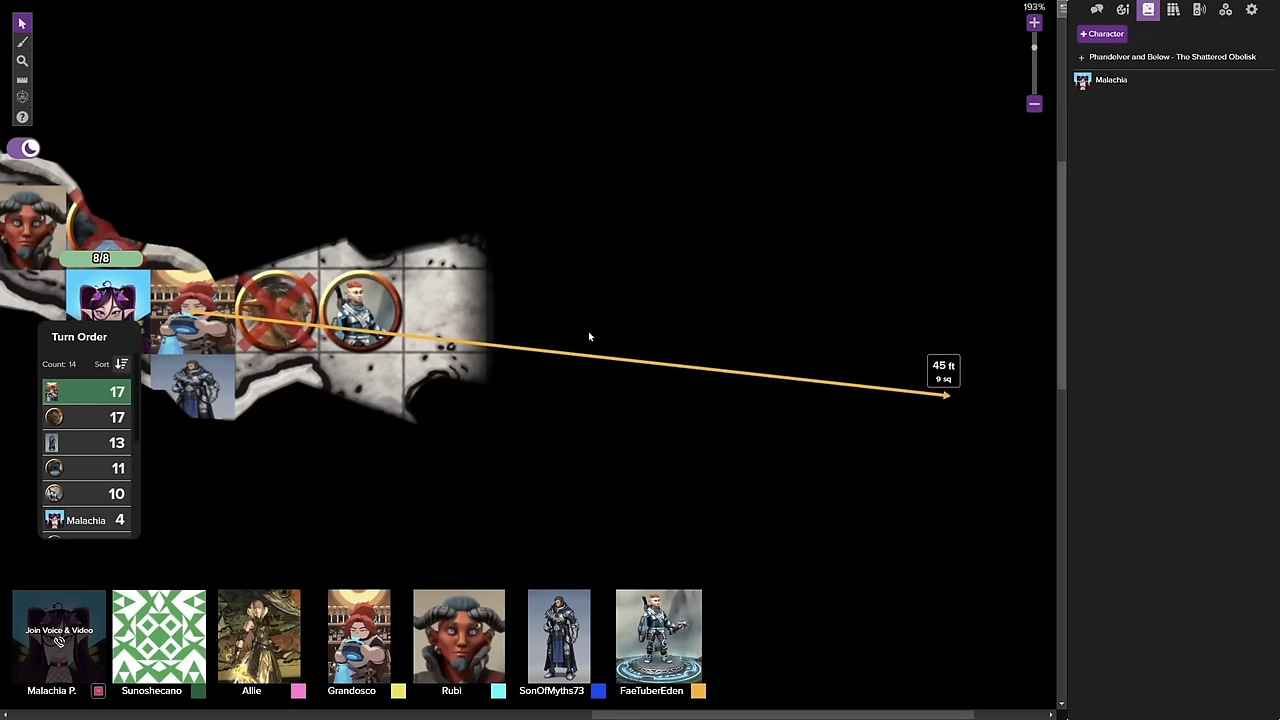 193%
+ Character
+ Phandelver and Below - The Shattered Obelisk
Malachia
8/8
Turn Order
Count: 14 Sort
17
17
13
11
10
Malachia 4
45 ft
9 sq
Join Voice & Video
Malachia P. Sunoshecano Allie Grandosco Rubi SonOfMyths73 FaeTuberEden